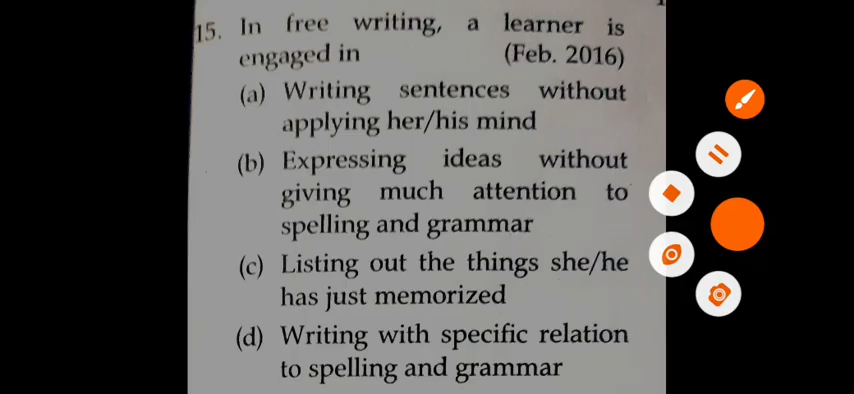 15. In free writing, a learner is
engaged in (Feb. 2016)
(a) Writing sentences without
applying her/his mind
(b) Expressing ideas without
giving much attention to
spelling and grammar
(c) Listing out the things she/he
has just memorized
(d) Writing with specific relation
to spelling and grammar